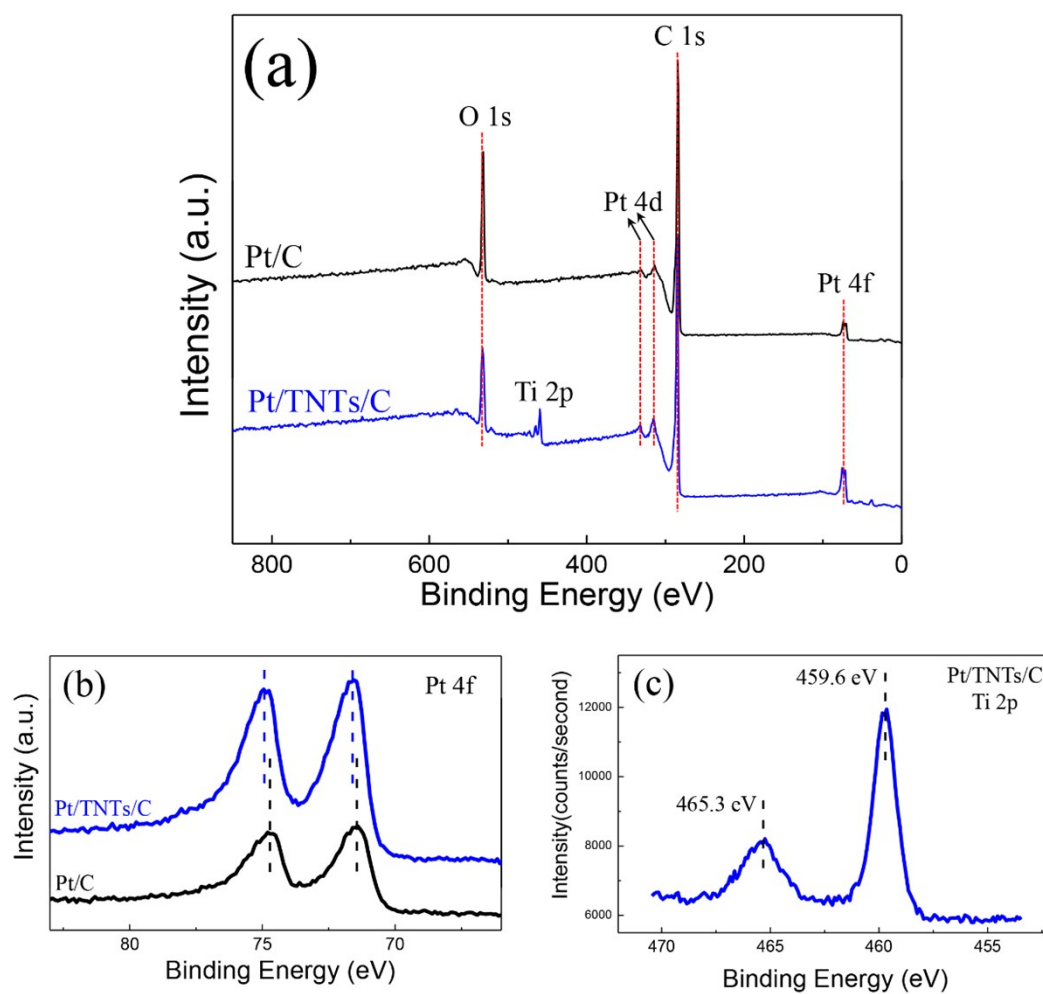 (a)
C 1s
O 1s
Pt 4d
Pt/C
Pt 4f
Pt/TNTs/C
Ti 2p
Intensity (a.u.)
800
600
400
200
0
Binding Energy (eV)
(b)
Pt 4f
Pt/TNTs/C
Pt/C
Intensity (a.u.)
80
75
70
Binding Energy (eV)
(c)
459.6 eV
Pt/TNTs/C
Ti 2p
465.3 eV
Intensity(counts/second)
12000
10000
8000
6000
470
465
460
455
Binding Energy (eV)